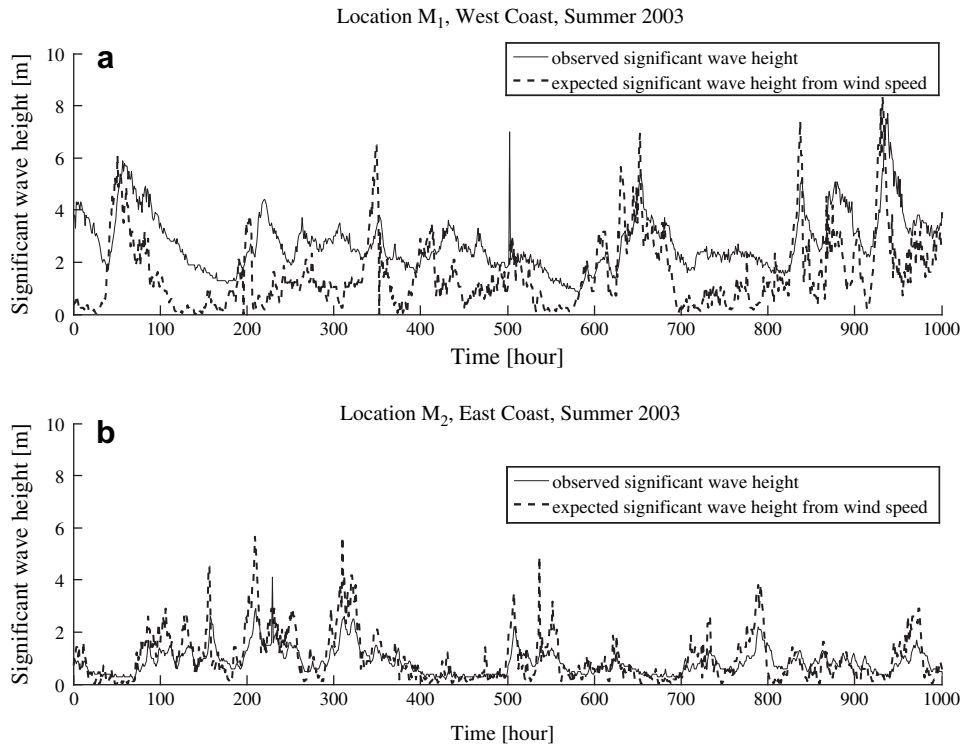 Location M₁, West Coast, Summer 2003
a
observed significant wave height
expected significant wave height from wind speed
Significant wave height [m]
10
8
6
4
2
0
0 100 200 300 400 500 600 700 800 900 1000
Time [hour]
Location M₂, East Coast, Summer 2003
b
observed significant wave height
expected significant wave height from wind speed
Significant wave height [m]
10
8
6
4
2
0
0 100 200 300 400 500 600 700 800 900 1000
Time [hour]